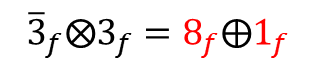 3̅_f⊗3_f = 8_f⊕1_f